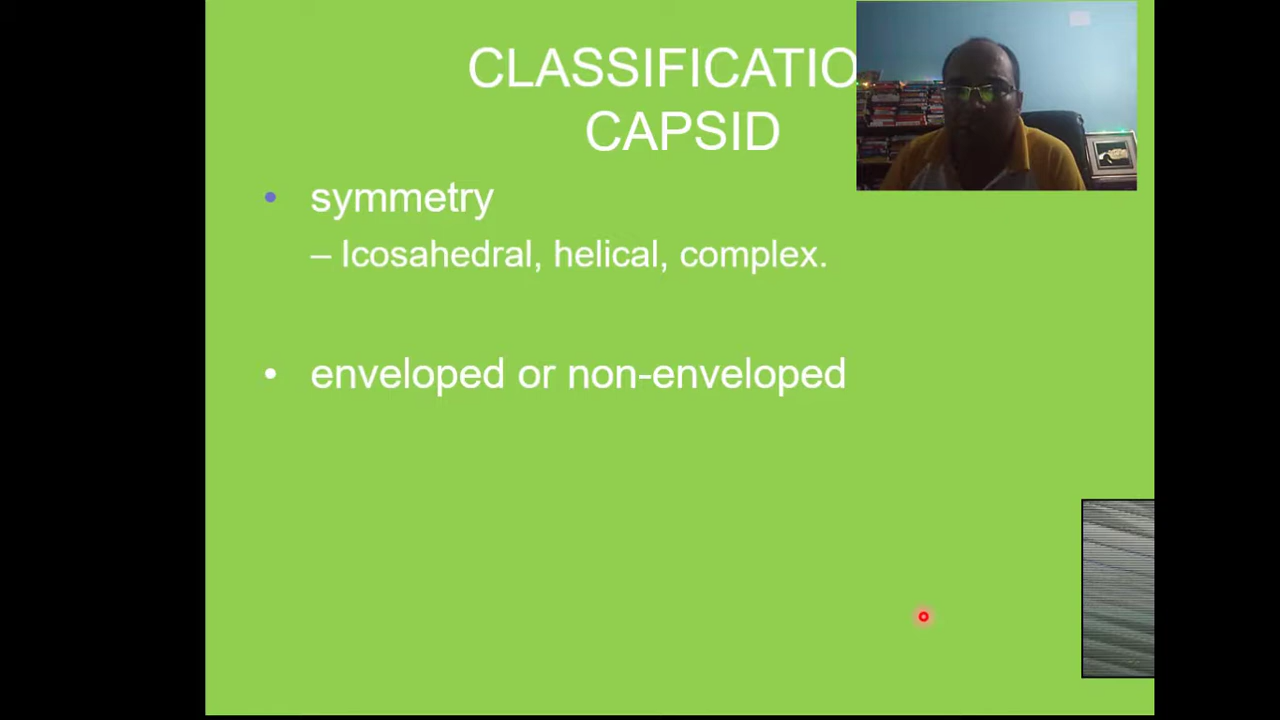 CLASSIFICATIO
CAPSID
• symmetry
– Icosahedral, helical, complex.
• enveloped or non-enveloped